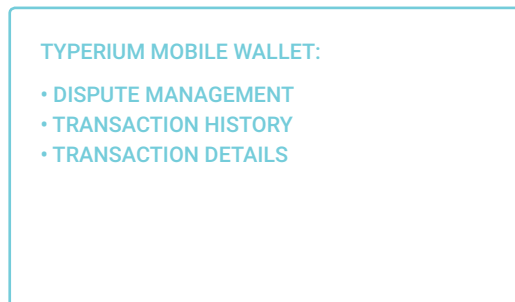 TYPERIUM MOBILE WALLET:
• DISPUTE MANAGEMENT
• TRANSACTION HISTORY
• TRANSACTION DETAILS